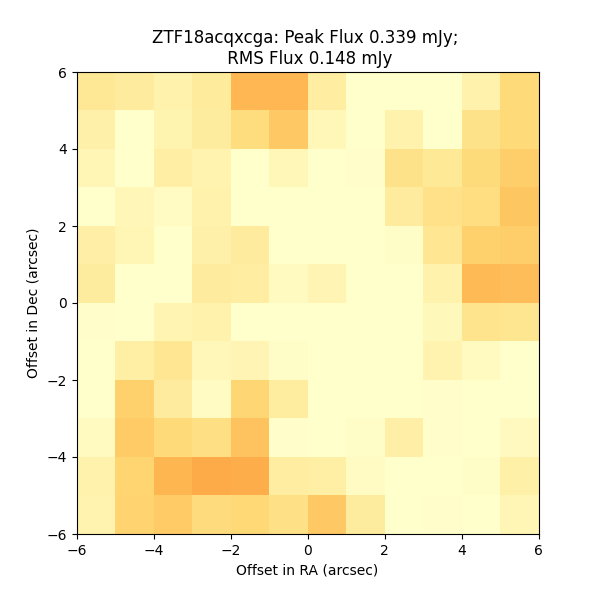 ZTF18acqxcga: Peak Flux 0.339 mJy;
RMS Flux 0.148 mJy
6
4
2
0
−2
−4
−6
Offset in Dec (arcsec)
−6 −4 −2 0 2 4 6
Offset in RA (arcsec)